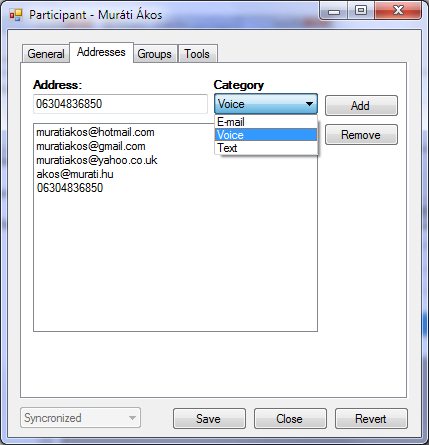 Participant - Muráti Ákos
General Addresses Groups Tools
Address: Category
06304836850 Voice Add
E-mail
Voice Remove
Text
muratiakos@hotmail.com
muratiakos@gmail.com
muratiakos@yahoo.co.uk
akos@murati.hu
06304836850
Syncronized Save Close Revert